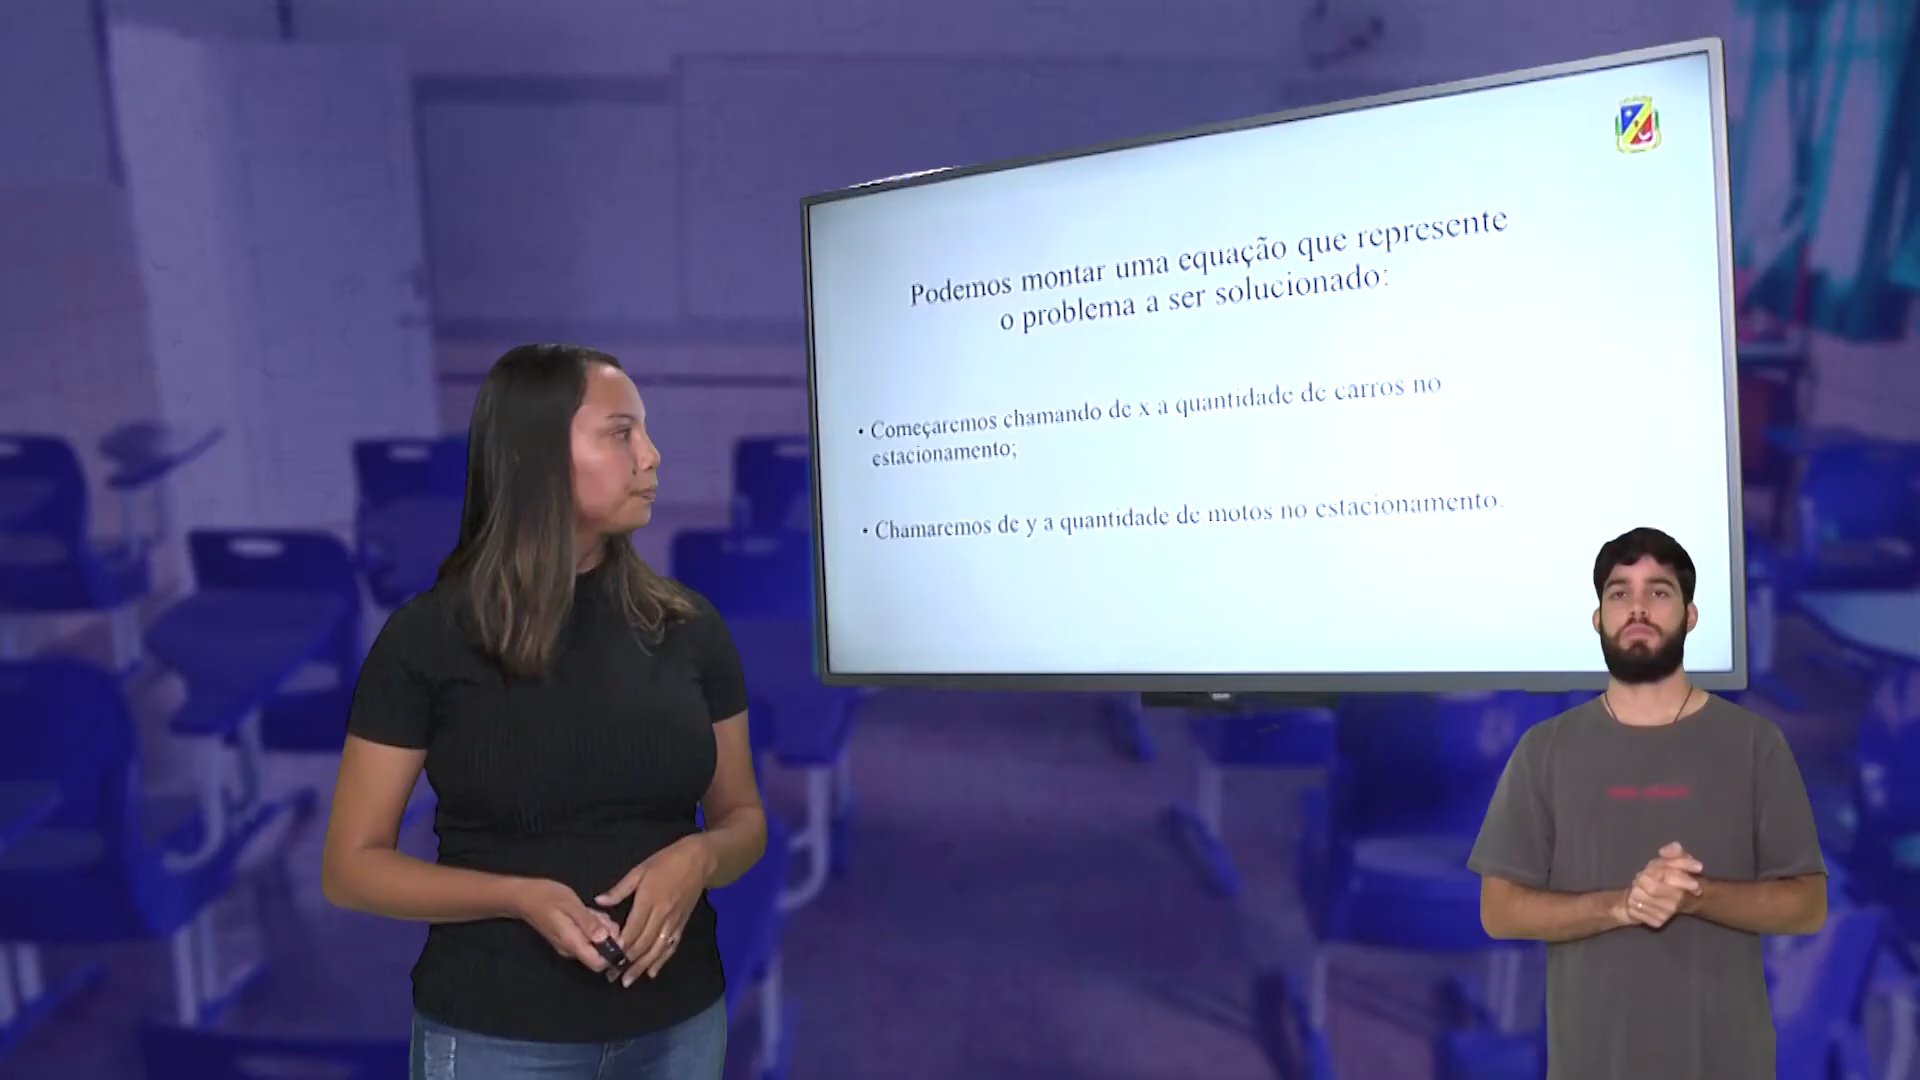 Podemos montar uma equação que represente
o problema a ser solucionado:
• Começaremos chamando de x a quantidade de carros no
estacionamento;
• Chamaremos de y a quantidade de motos no estacionamento.